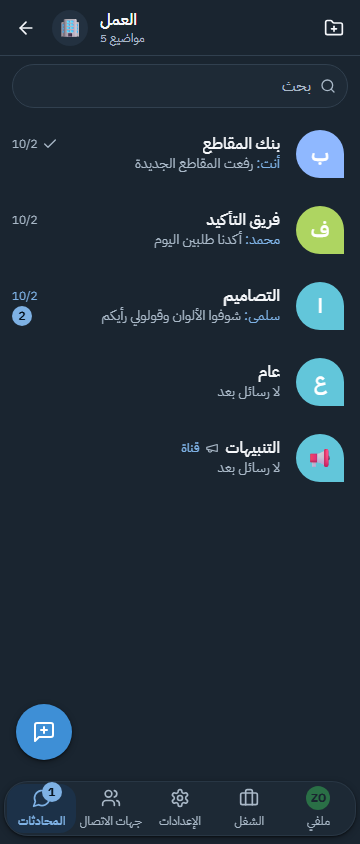 العمل
5 مواضيع
بحث
ب
بنك المقاطع
10/2
أنت: رفعت المقاطع الجديدة
ف
فريق التأكيد
10/2
محمد: أكدنا طلبين اليوم
ا
التصاميم
10/2
سلمى: شوفوا الألوان وقولولي رأيكم
2
ع
عام
لا رسائل بعد
التنبيهات
قناة
لا رسائل بعد
ZO
ملفي
الشغل
الإعدادات
جهات الاتصال
1
المحادثات